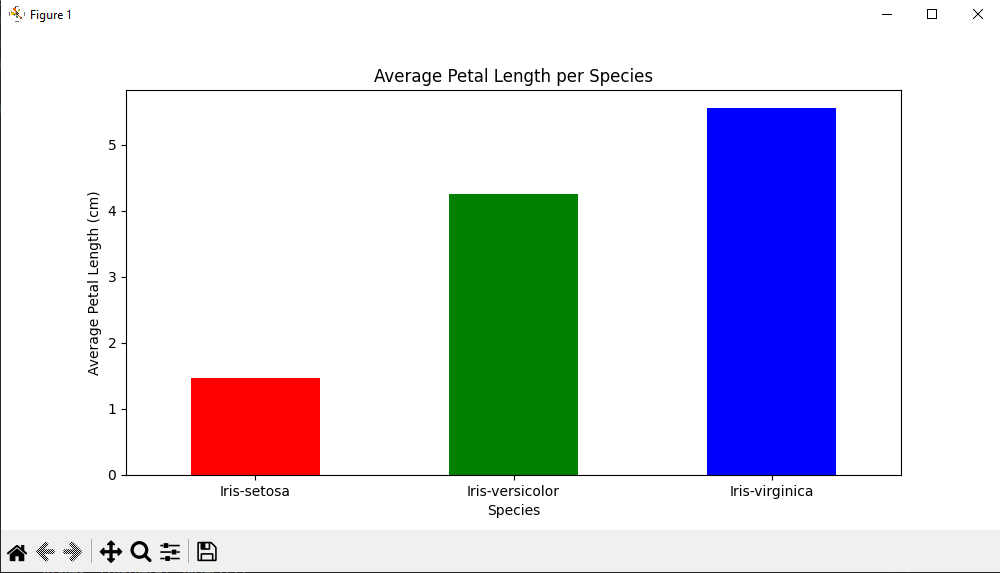 Figure 1
Average Petal Length per Species
Average Petal Length (cm)
5
4
3
2
1
0
Iris-setosa Iris-versicolor Iris-virginica
Species